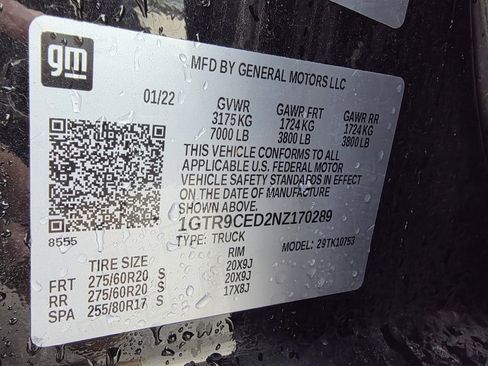 gm
MFD BY GENERAL MOTORS LLC
01/22 GVWR GAWR FRT GAWR RR
3175 KG 1724 KG 1724 KG
7000 LB 3800 LB 3800 LB
THIS VEHICLE CONFORMS TO ALL
APPLICABLE U.S. FEDERAL MOTOR
VEHICLE SAFETY STANDARDS IN EFFECT
ON THE DATE OF MANUFACTURE
SHOWN ABOVE.
1GTR9CED2NZ170289
8555 TYPE: TRUCK MODEL: 29TK10753
TIRE SIZE RIM
FRT 275/60R20 S 20X9J
RR 275/60R20 S 20X9J
SPA 255/80R17 S 17X8J